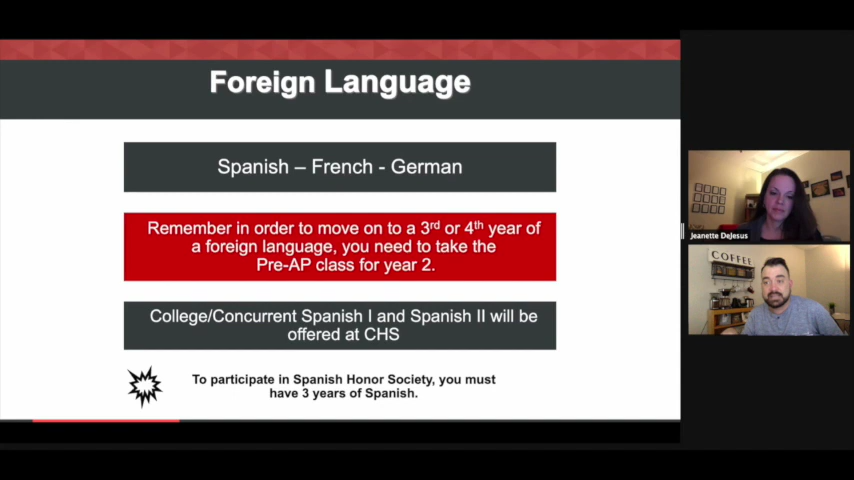 Foreign Language
Spanish – French - German
Remember in order to move on to a 3rd or 4th year of
a foreign language, you need to take the
Pre-AP class for year 2.
College/Concurrent Spanish I and Spanish II will be
offered at CHS
To participate in Spanish Honor Society, you must
have 3 years of Spanish.
Jeanette DeJesus
COFFEE